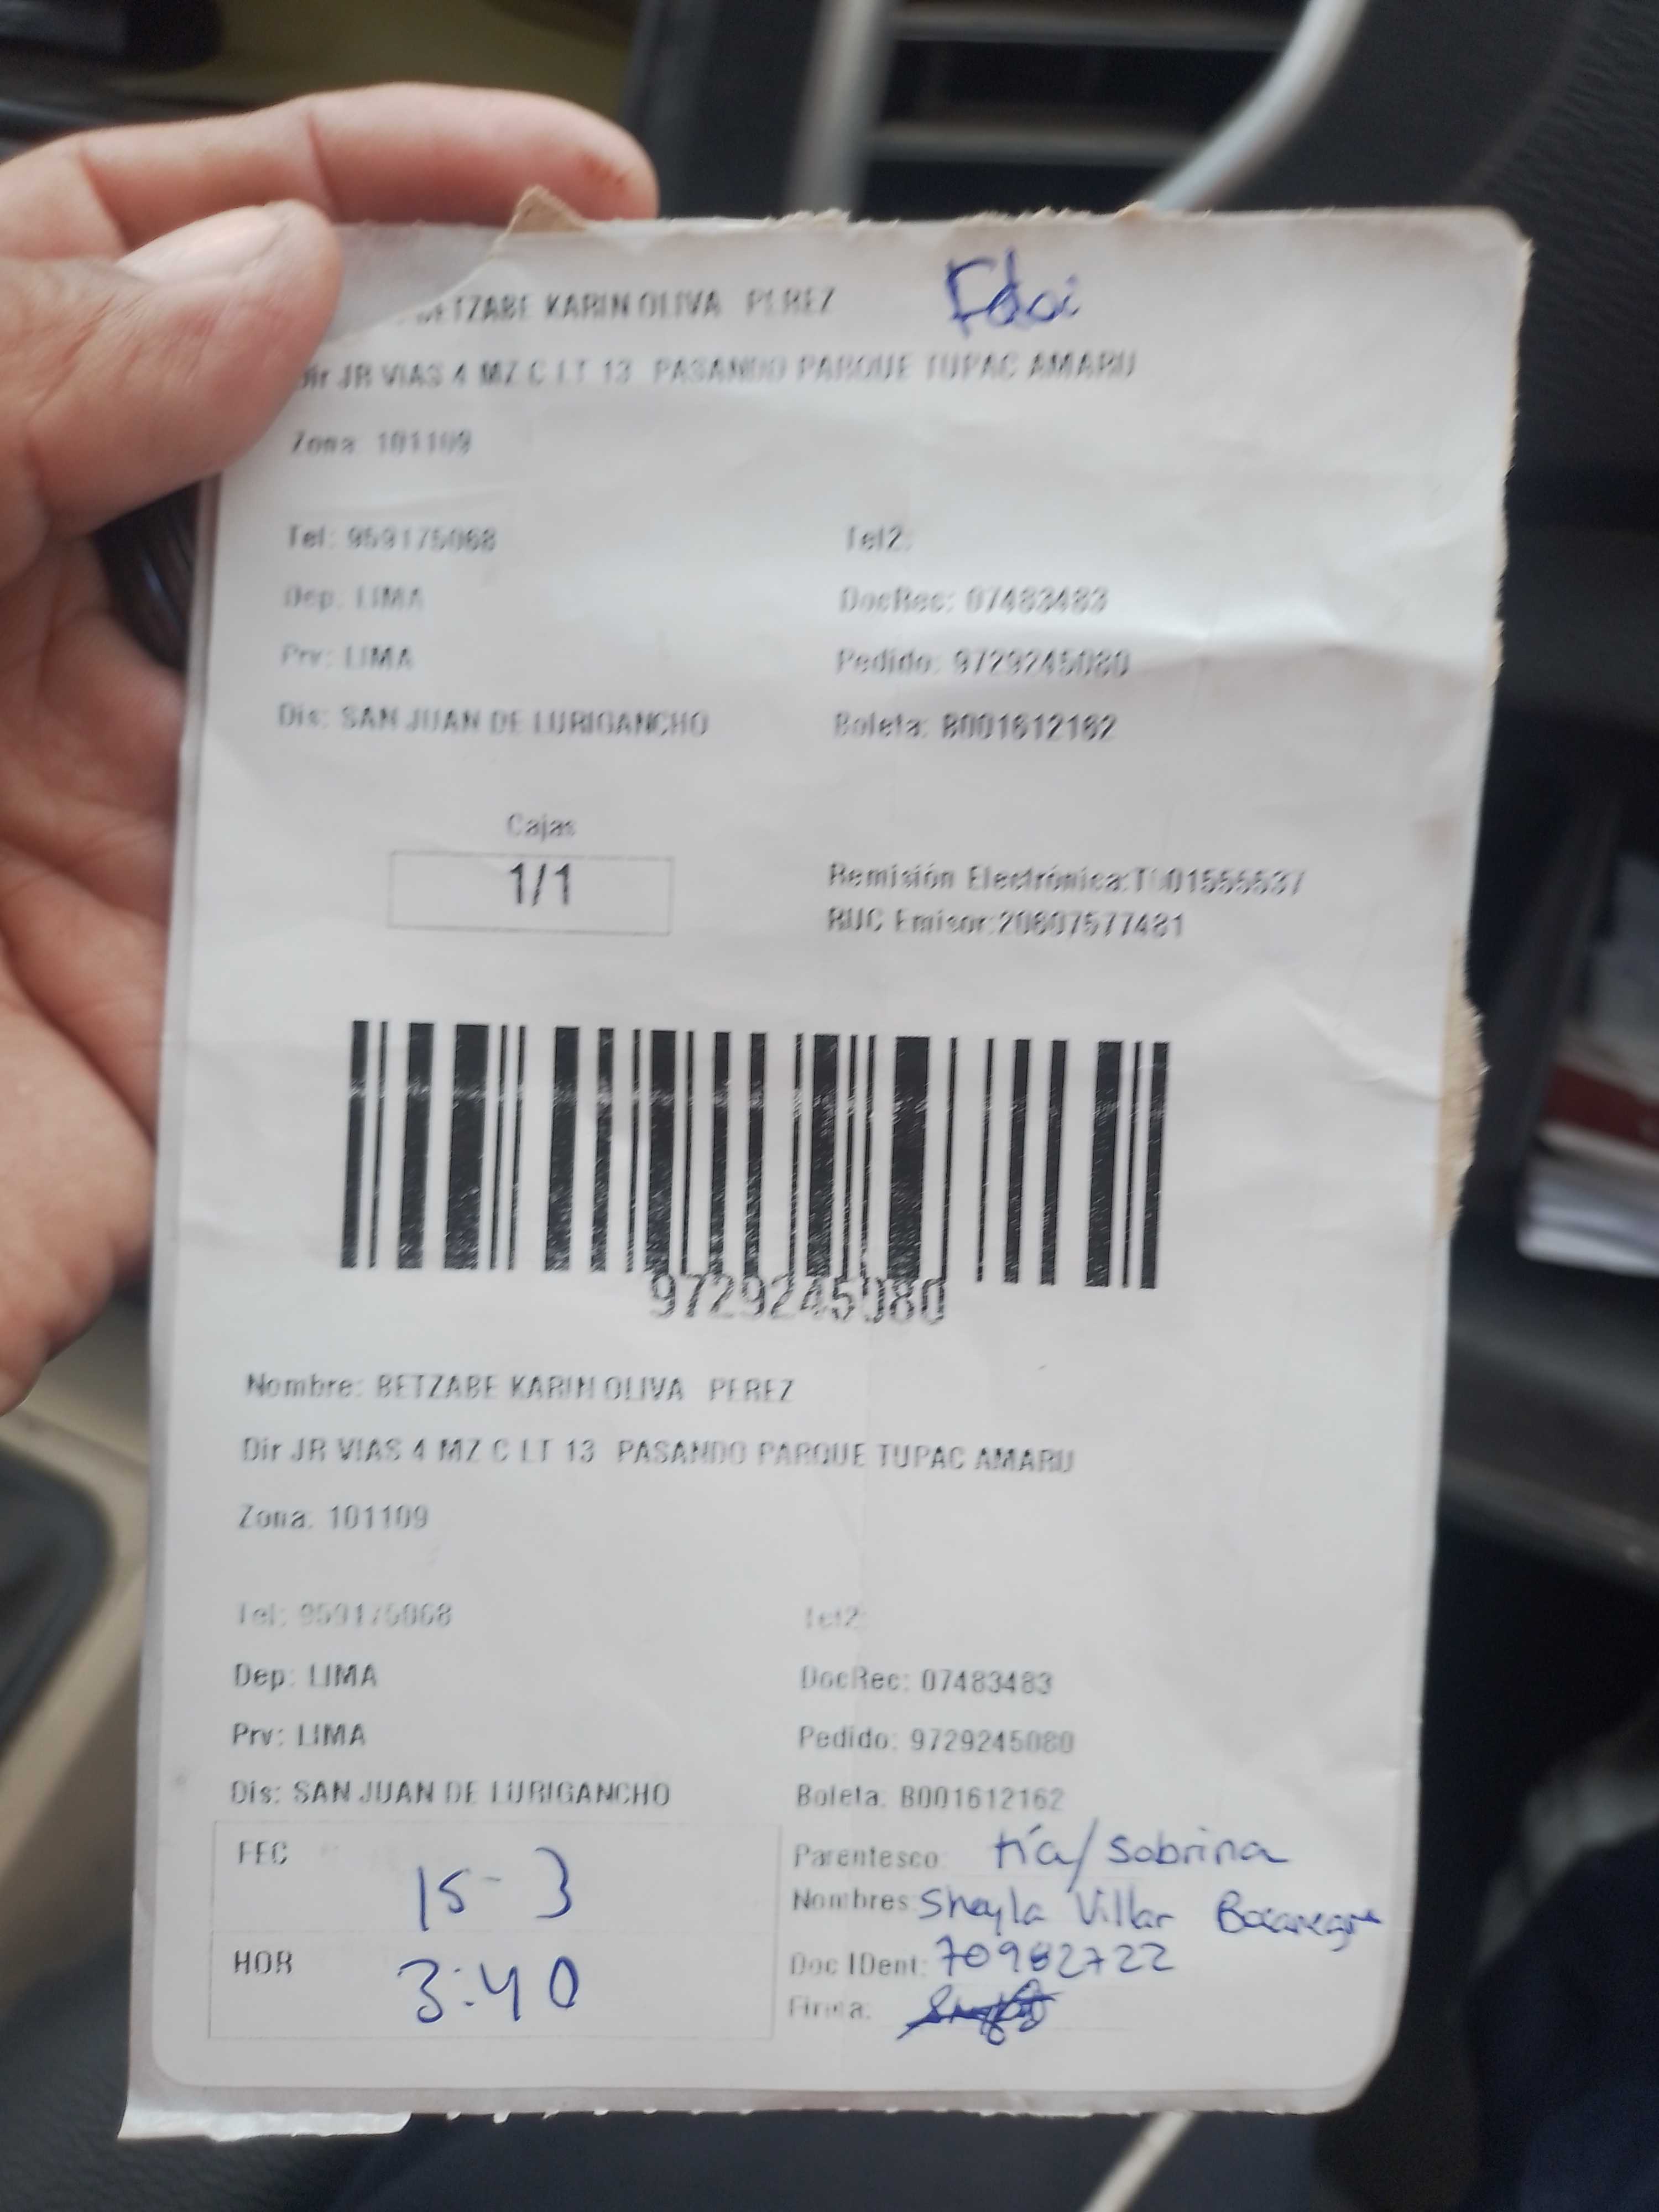 BETZABE KARIN OLIVA PEREZ
Dir JR VIAS 4 MZ C LT 13 PASANDO PARQUE TUPAC AMARU
Zona: 101109
Tel: 959175068 Tel2:
Dep: LIMA DocRec: 07483483
Prv: LIMA Pedido: 9729245080
Dis: SAN JUAN DE LURIGANCHO Boleta: B001612162
Cajas
1/1
Remisión Electrónica:T001555537
RUC Emisor:20607577481
9729245080
Nombre: BETZABE KARIN OLIVA PEREZ
Dir JR VIAS 4 MZ C LT 13 PASANDO PARQUE TUPAC AMARU
Zona: 101109
Tel: 959175068 Tel2:
Dep: LIMA DocRec: 07483483
Prv: LIMA Pedido: 9729245080
Dis: SAN JUAN DE LURIGANCHO Boleta: B001612162
FEC 15-3
Parentesco: tía/sobrina
Nombres: Sheyla Villar Bocanegra
HOR 3:40
Doc IDent: 70982722
Firma: